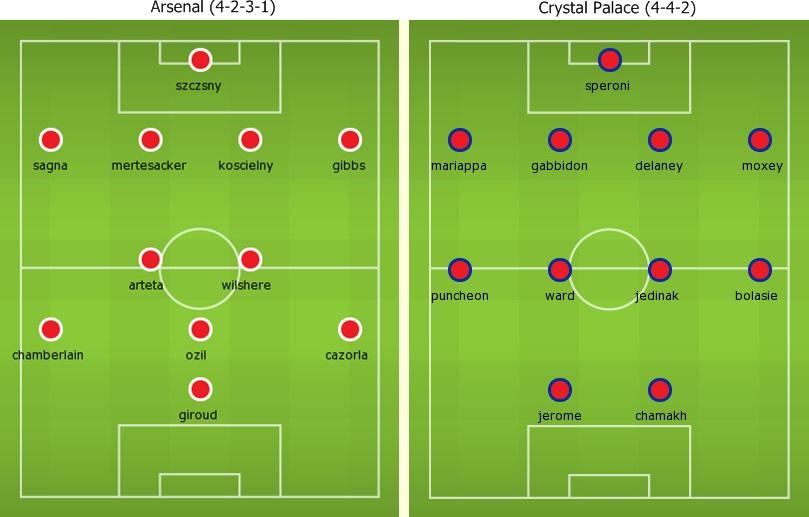 Arsenal (4-2-3-1)
szczsny
sagna mertesacker koscielny gibbs
arteta wilshere
chamberlain ozil cazorla
giroud
Crystal Palace (4-4-2)
speroni
mariappa gabbidon delaney moxey
puncheon ward jedinak bolasie
jerome chamakh